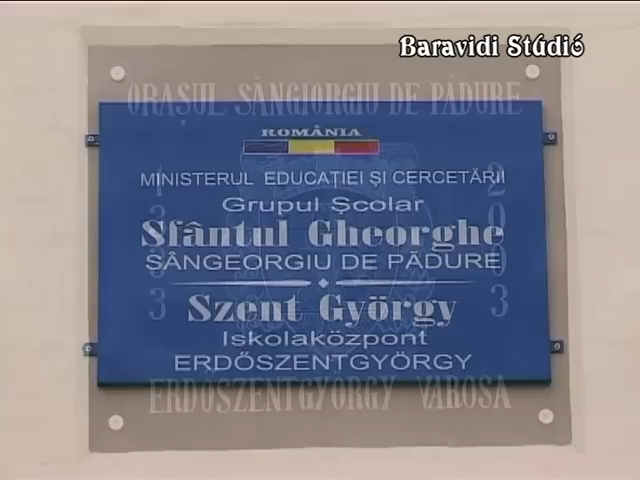 Baravidi Stúdió
ORAȘUL SÂNGIORGIU DE PĂDURE
ROMÂNIA
MINISTERUL EDUCAȚIEI ȘI CERCETĂRII
Grupul Școlar
Sfântul Gheorghe
SÂNGEORGIU DE PĂDURE
Szent György
Iskolaközpont
ERDŐSZENTGYÖRGY
ERDŐSZENTGYÖRGY VÁROSA